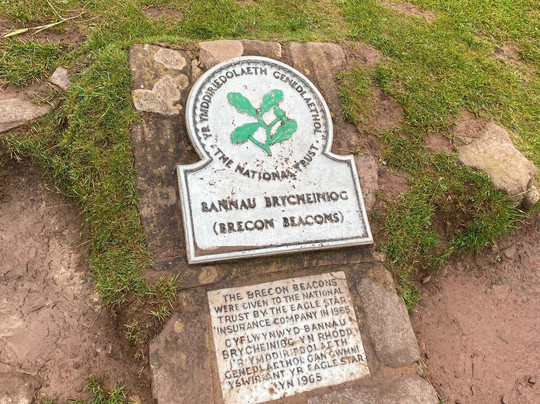 YR YMDDIRIEDOLAETH GENEDLAETHOL
THE NATIONAL TRUST
BANNAU BRYCHEINIOG
(BRECON BEACONS)
THE BRECON BEACONS
WERE GIVEN TO THE NATIONAL
TRUST BY THE EAGLE STAR
INSURANCE COMPANY IN 1965
CYFLWYNWYD BANNAU
BRYCHEINIOG YN RHODD
I'R YMDDIRIEDOLAETH
GENEDLAETHOL GAN GWMNI
YSWIRIANT YR EAGLE STAR
YN 1965